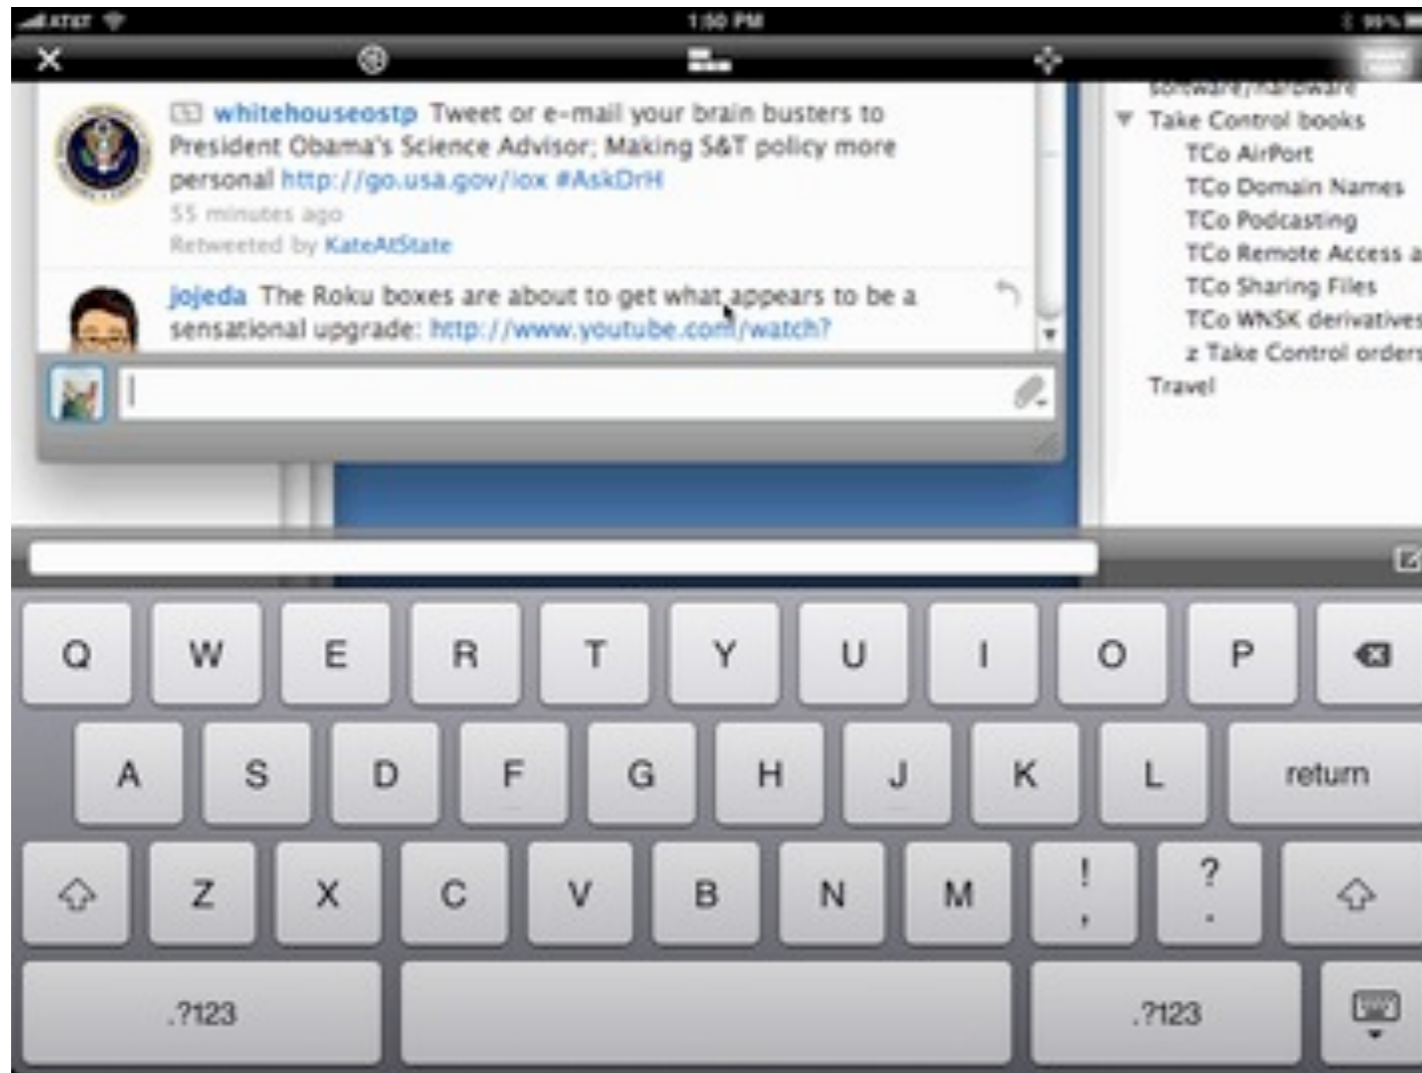 AT&T
1:50 PM
99%
whitehouseostp Tweet or e-mail your brain busters to
President Obama's Science Advisor; Making S&T policy more
personal http://go.usa.gov/iox #AskDrH
55 minutes ago
Retweeted by KateAtState
jojeda The Roku boxes are about to get what appears to be a
sensational upgrade: http://www.youtube.com/watch?
software/hardware
Take Control books
TCo AirPort
TCo Domain Names
TCo Podcasting
TCo Remote Access a
TCo Sharing Files
TCo WNSK derivatives
z Take Control orders
Travel
Q W E R T Y U I O P
A S D F G H J K L return
Z X C V B N M ! , ? .
.?123 .?123